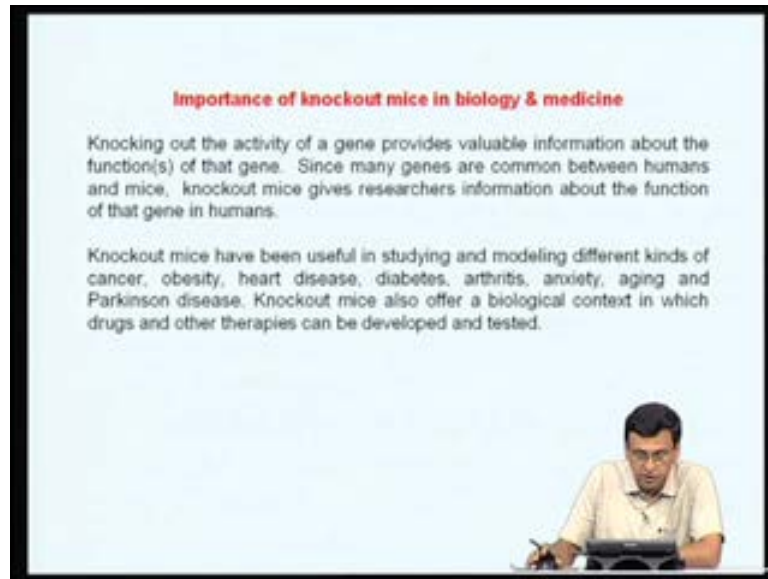 Importance of knockout mice in biology & medicine
Knocking out the activity of a gene provides valuable information about the
function(s) of that gene. Since many genes are common between humans
and mice, knockout mice gives researchers information about the function
of that gene in humans.
Knockout mice have been useful in studying and modeling different kinds of
cancer, obesity, heart disease, diabetes, arthritis, anxiety, aging and
Parkinson disease. Knockout mice also offer a biological context in which
drugs and other therapies can be developed and tested.